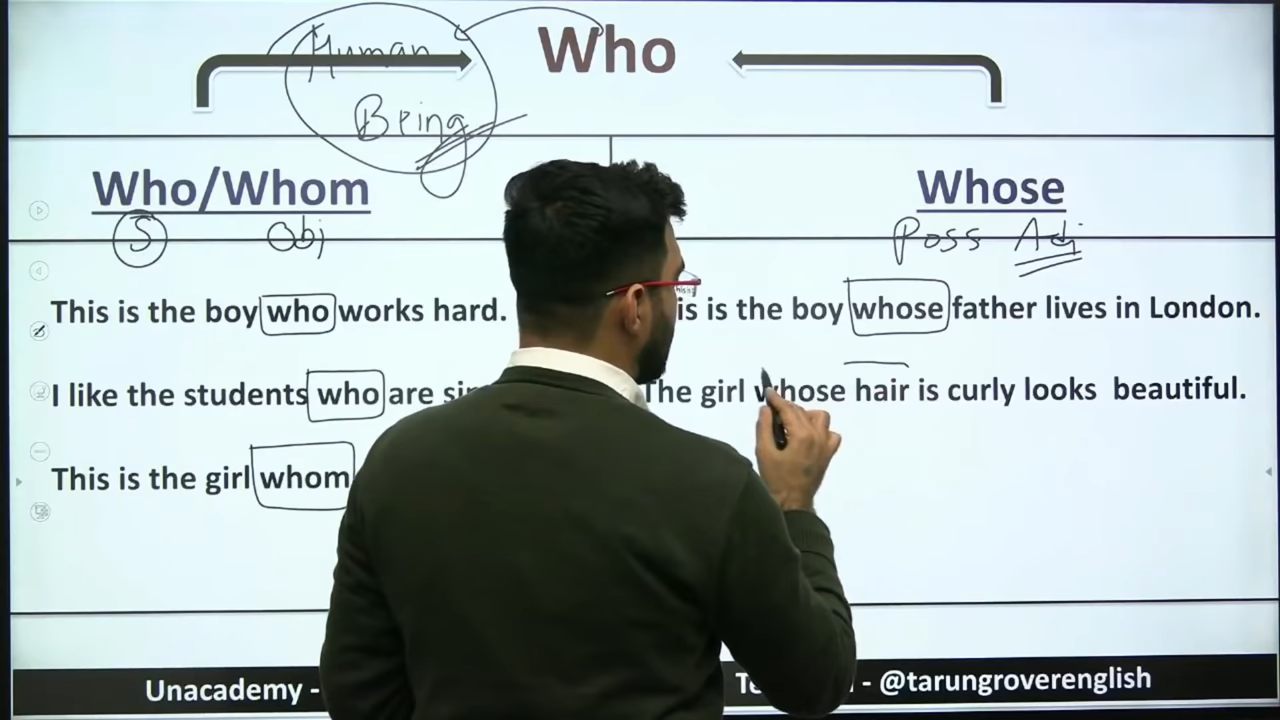 Human
Being
Who
Who/Whom
Whose
S
Obj
Poss Adj
This is the boy who works hard.
is is the boy whose father lives in London.
I like the students who are
The girl whose hair is curly looks beautiful.
This is the girl whom
Unacademy -
- @tarungroverenglish